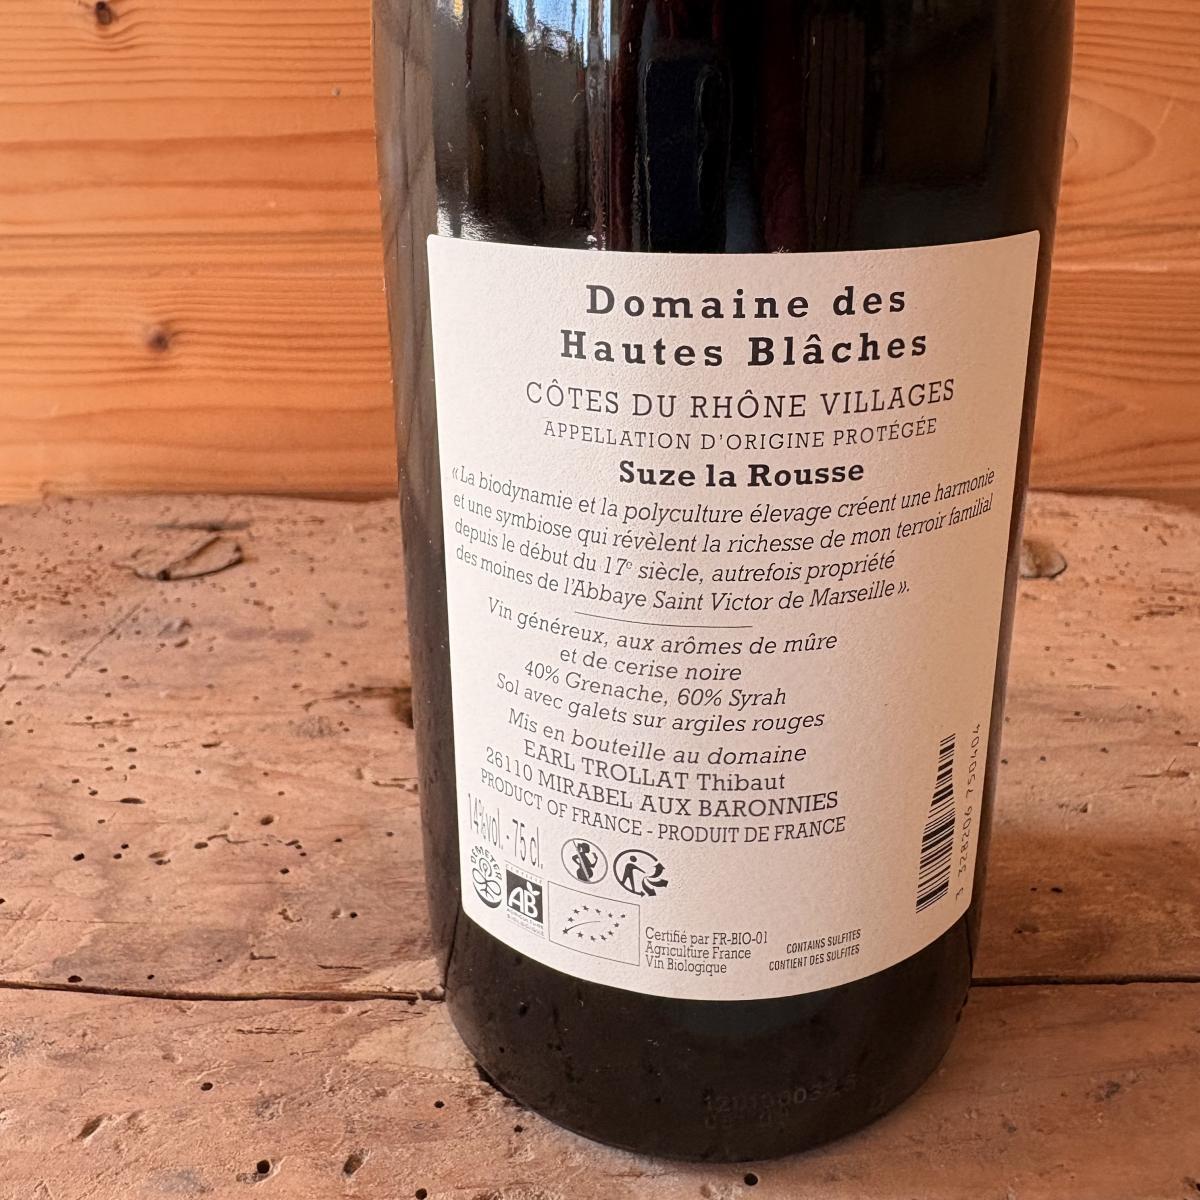 Domaine des
Hautes Blâches
CÔTES DU RHÔNE VILLAGES
APPELLATION D'ORIGINE PROTÉGÉE
Suze la Rousse
«La biodynamie et la polyculture élevage créent une harmonie
et une symbiose qui révèlent la richesse de mon terroir familial
depuis le début du 17e siècle, autrefois propriété
des moines de l'Abbaye Saint Victor de Marseille».
Vin généreux, aux arômes de mûre
et de cerise noire
40% Grenache, 60% Syrah
Sol avec galets sur argiles rouges
Mis en bouteille au domaine
EARL TROLLAT Thibaut
26110 MIRABEL AUX BARONNIES
PRODUCT OF FRANCE - PRODUIT DE FRANCE
14%vol. - 75 cl.
DEMETER
CERTIFIÉ
AB
AGRICULTURE
BIOLOGIQUE
Certifié par FR-BIO-01
Agriculture France
Vin Biologique
CONTAINS SULFITES
CONTIENT DES SULFITES
3 328206 750404